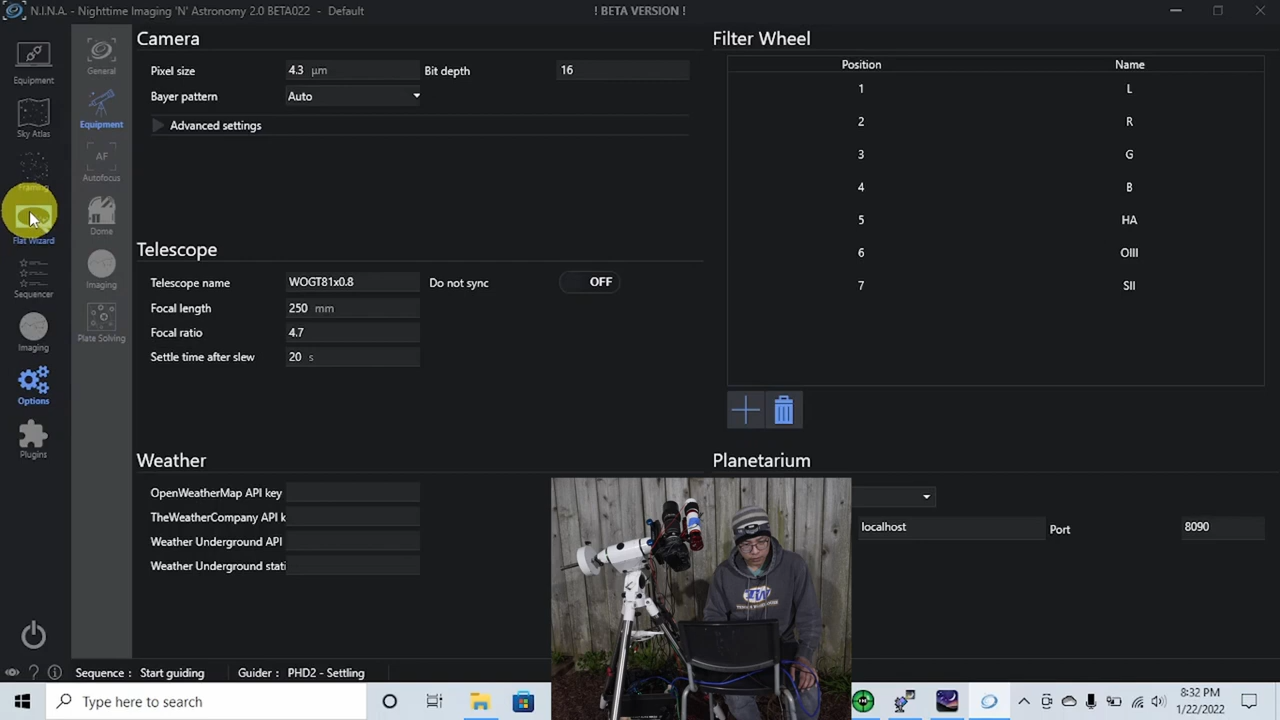 N.I.N.A. - Nighttime Imaging 'N' Astronomy 2.0 BETA022 - Default
! BETA VERSION !
Equipment
Sky Atlas
Framing
Flat Wizard
Sequencer
Imaging
Options
Plugins
General
Equipment
AF
Autofocus
Dome
Imaging
Plate Solving
Camera
Pixel size 4.3 µm Bit depth 16
Bayer pattern Auto
Advanced settings
Telescope
Telescope name WOGT81x0.8 Do not sync OFF
Focal length 250 mm
Focal ratio 4.7
Settle time after slew 20 s
Weather
OpenWeatherMap API key
TheWeatherCompany API k
Weather Underground API
Weather Underground stati
Filter Wheel
Position Name
1 L
2 R
3 G
4 B
5 HA
6 OIII
7 SII
Planetarium
localhost Port 8090
Sequence : Start guiding Guider : PHD2 - Settling
Type here to search
8:32 PM
1/22/2022